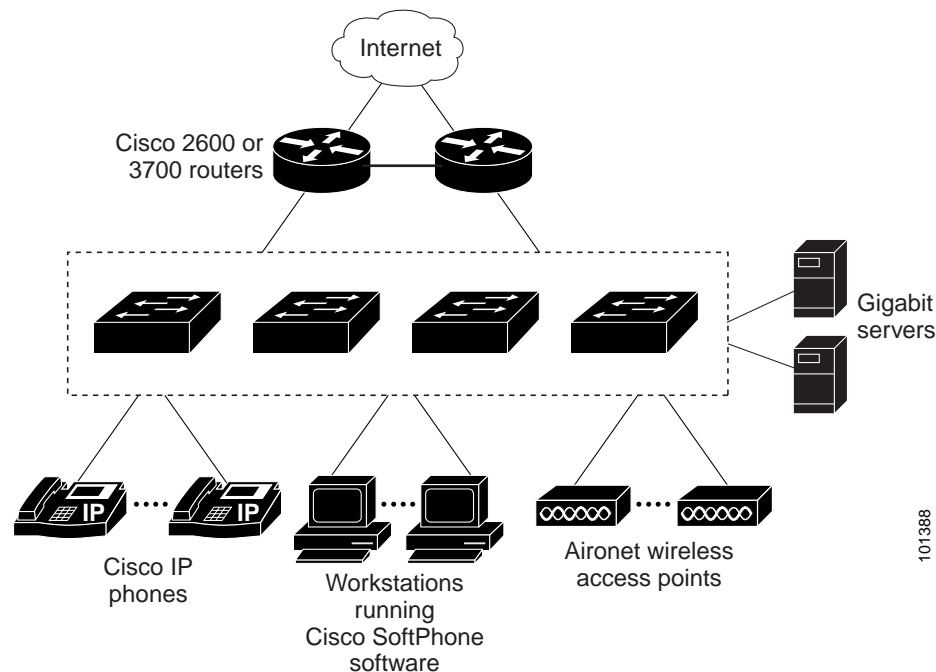 Internet
Cisco 2600 or
3700 routers
Gigabit
servers
IP
IP
Cisco IP
phones
Workstations
running
Cisco SoftPhone
software
Aironet wireless
access points
101388